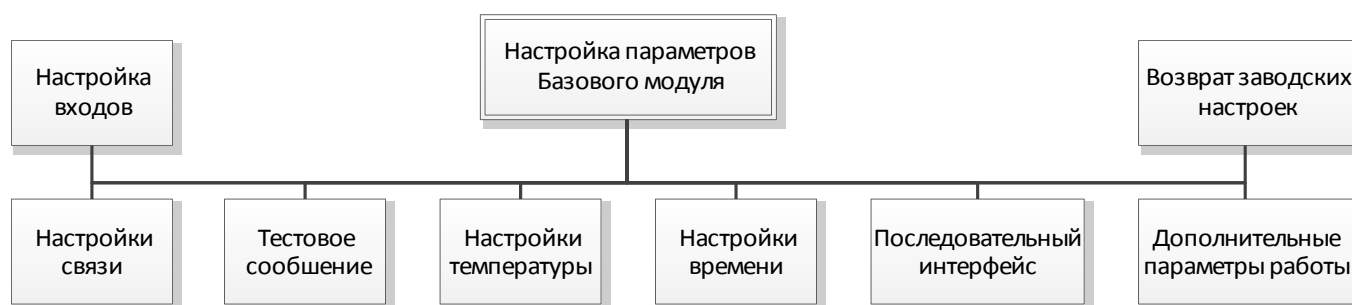 Настройка параметров
Базового модуля
Настройка
входов
Возврат заводских
настроек
Настройки
связи
Тестовое
сообшение
Настройки
температуры
Настройки
времени
Последовательный
интерфейс
Дополнительные
параметры работы